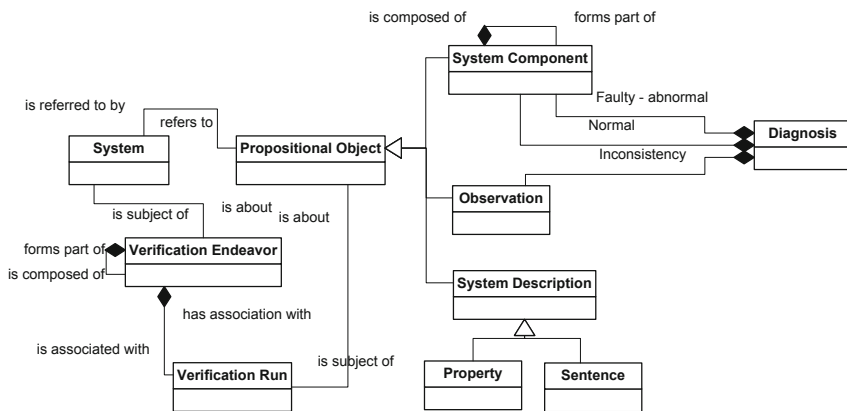 is composed of
forms part of
System Component
Faulty - abnormal
is referred to by
Normal
Diagnosis
refers to
System
Propositional Object
Inconsistency
Observation
is about
is subject of
is about
forms part of
Verification Endeavor
is composed of
System Description
has association with
is associated with
is subject of
Verification Run
Property
Sentence